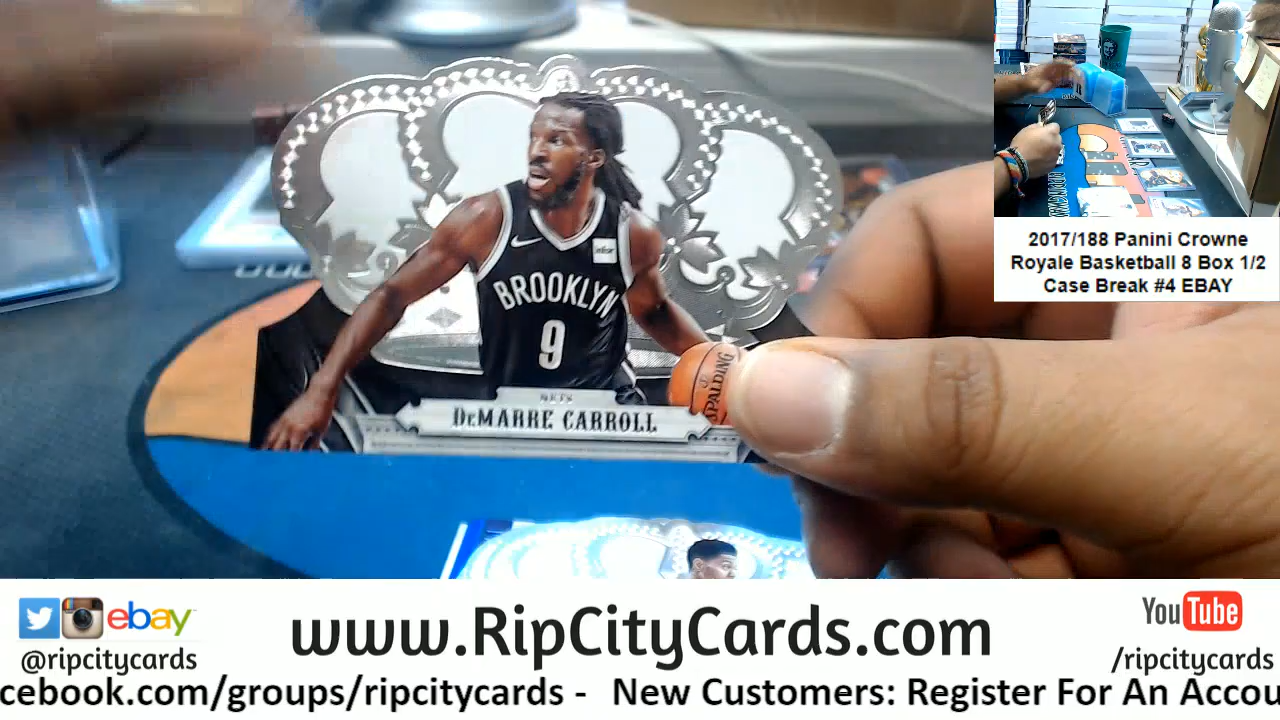 infor
BROOKLYN
9
SPALDING
NETS
DEMARRE CARROLL
2017/188 Panini Crowne
Royale Basketball 8 Box 1/2
Case Break #4 EBAY
ebay
@ripcitycards
www.RipCityCards.com
YouTube
/ripcitycards
cebook.com/groups/ripcitycards - New Customers: Register For An Accou